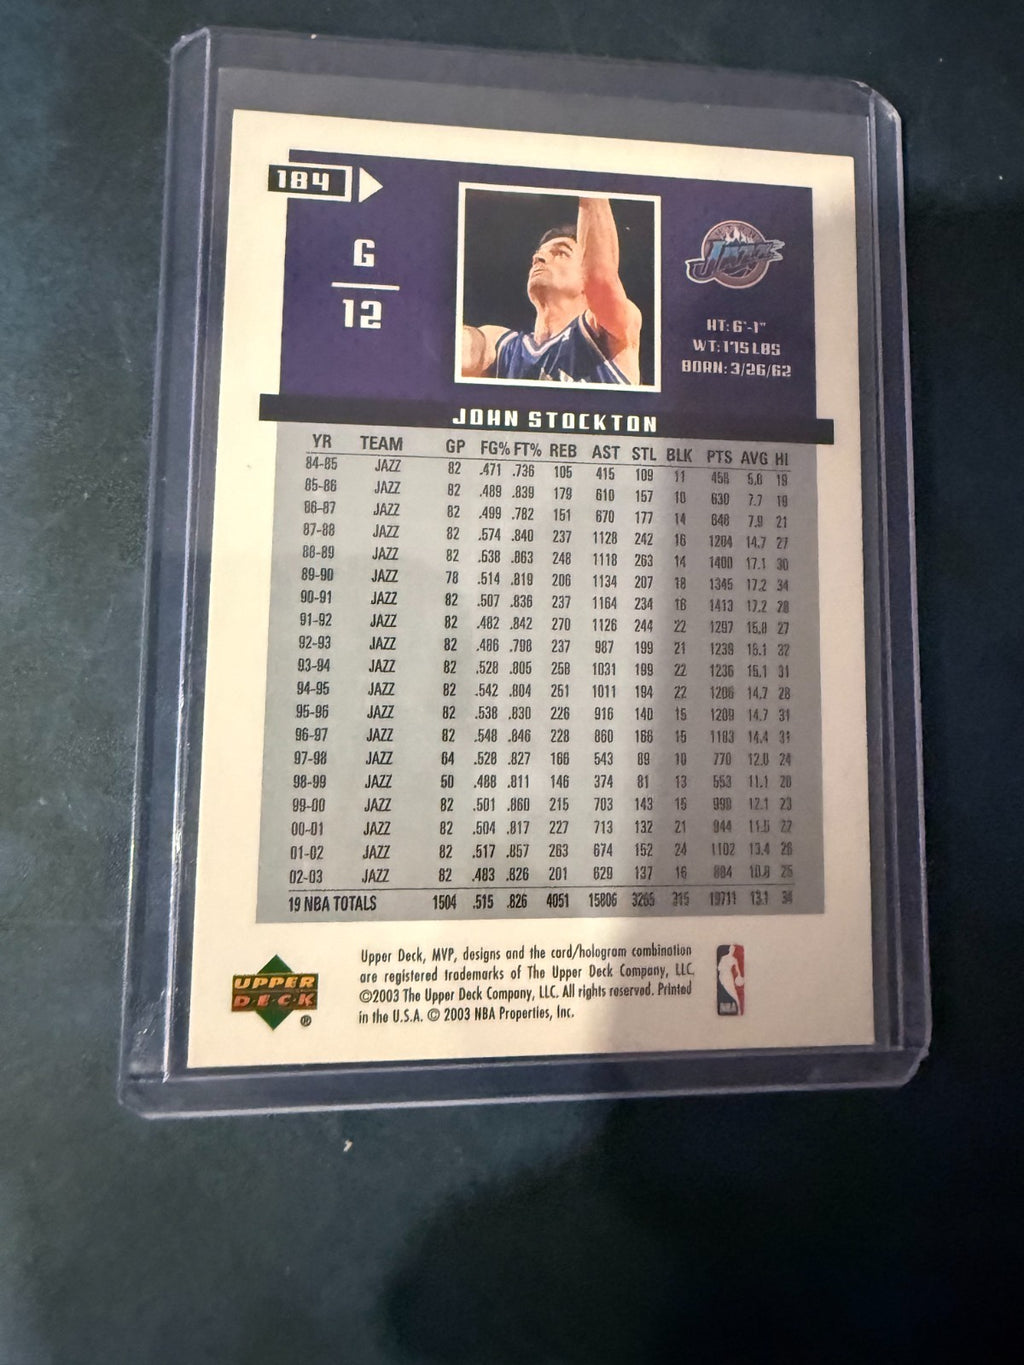 184
G
12
JAZZ
HT: 6'-1"
WT: 175 LBS
BORN: 3/26/62
JOHN STOCKTON
YR TEAM GP FG% FT% REB AST STL BLK PTS AVG HI
84-85 JAZZ 82 .471 .736 105 415 109 11 458 5.6 19
85-86 JAZZ 82 .489 .839 179 610 157 10 630 7.7 19
86-87 JAZZ 82 .499 .782 151 670 177 14 648 7.9 21
87-88 JAZZ 82 .574 .840 237 1128 242 16 1204 14.7 27
88-89 JAZZ 82 .538 .863 248 1118 263 14 1400 17.1 30
89-90 JAZZ 78 .514 .819 206 1134 207 18 1345 17.2 34
90-91 JAZZ 82 .507 .836 237 1164 234 16 1413 17.2 28
91-92 JAZZ 82 .482 .842 270 1126 244 22 1297 15.8 27
92-93 JAZZ 82 .486 .798 237 987 199 21 1239 15.1 32
93-94 JAZZ 82 .528 .805 258 1031 199 22 1236 15.1 31
94-95 JAZZ 82 .542 .804 251 1011 194 22 1206 14.7 28
95-96 JAZZ 82 .538 .830 226 916 140 15 1209 14.7 31
96-97 JAZZ 82 .548 .846 228 860 166 15 1183 14.4 31
97-98 JAZZ 64 .528 .827 166 543 89 10 770 12.0 24
98-99 JAZZ 50 .488 .811 146 374 81 13 553 11.1 20
99-00 JAZZ 82 .501 .860 215 703 143 15 990 12.1 23
00-01 JAZZ 82 .504 .817 227 713 132 21 944 11.5 22
01-02 JAZZ 82 .517 .857 263 674 152 24 1102 13.4 26
02-03 JAZZ 82 .483 .826 201 629 137 16 884 10.8 25
19 NBA TOTALS 1504 .515 .826 4051 15806 3265 315 19711 13.1 34
Upper Deck, MVP, designs and the card/hologram combination
are registered trademarks of The Upper Deck Company, LLC.
©2003 The Upper Deck Company, LLC. All rights reserved. Printed
in the U.S.A. © 2003 NBA Properties, Inc.
UPPER
DECK
®
NBA